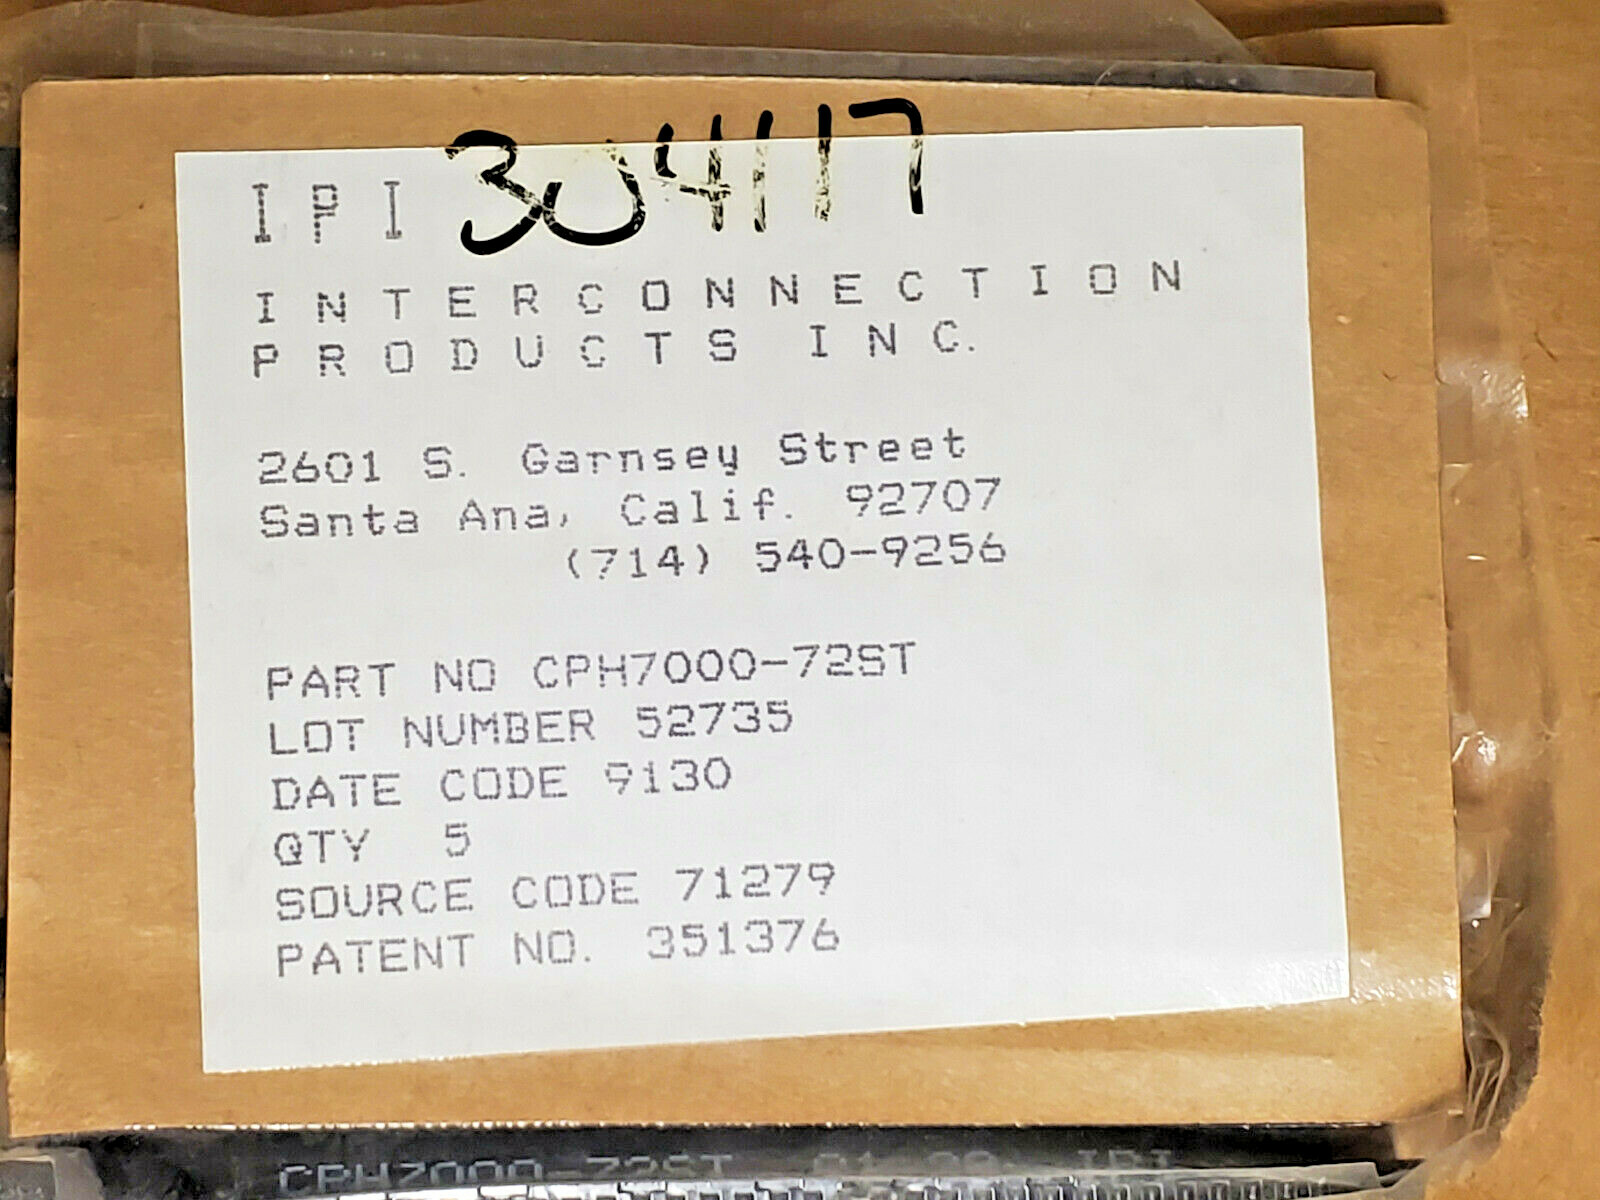 304117
IPI
INTERCONNECTION
PRODUCTS INC.
2601 S. Garnsey Street
Santa Ana, Calif. 92707
(714) 540-9256
PART NO CPH7000-72ST
LOT NUMBER 52735
DATE CODE 9130
QTY 5
SOURCE CODE 71279
PATENT NO. 351376
CPH7000-72ST IPI